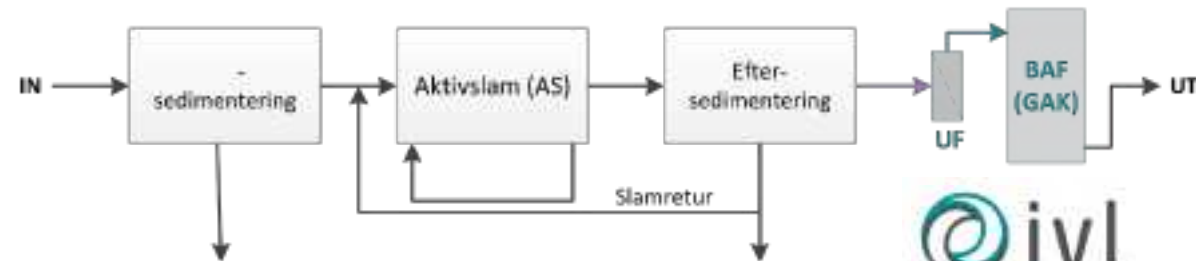 IN
-
sedimentering
Aktivslam (AS)
Efter-
sedimentering
UF
BAF
(GAK)
UT
Slamretur
ivl